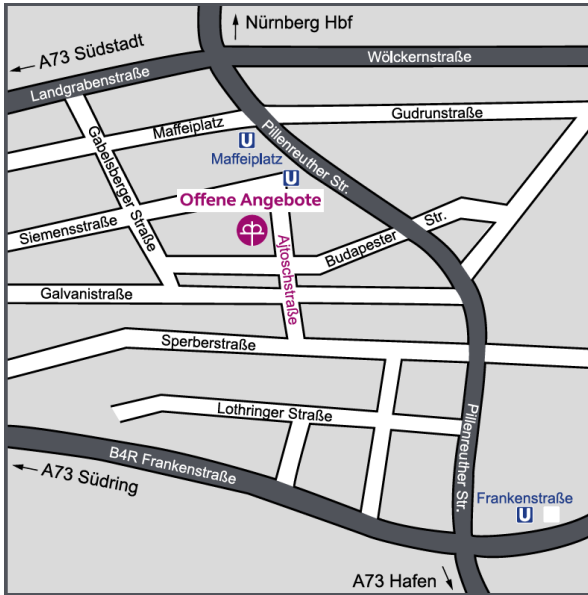 Nürnberg Hbf
A73 Südstadt
Wölckernstraße
Landgrabenstraße
Gudrunstraße
Maffeiplatz
Pillenreuther Str.
Gabelsberger Straße
U
Maffeiplatz
U
Offene Angebote
Siemensstraße
Budapester Str.
Ajtoschstraße
Galvanistraße
Sperberstraße
Lothringer Straße
Pillenreuther Str.
B4R Frankenstraße
A73 Südring
Frankenstraße
U
A73 Hafen